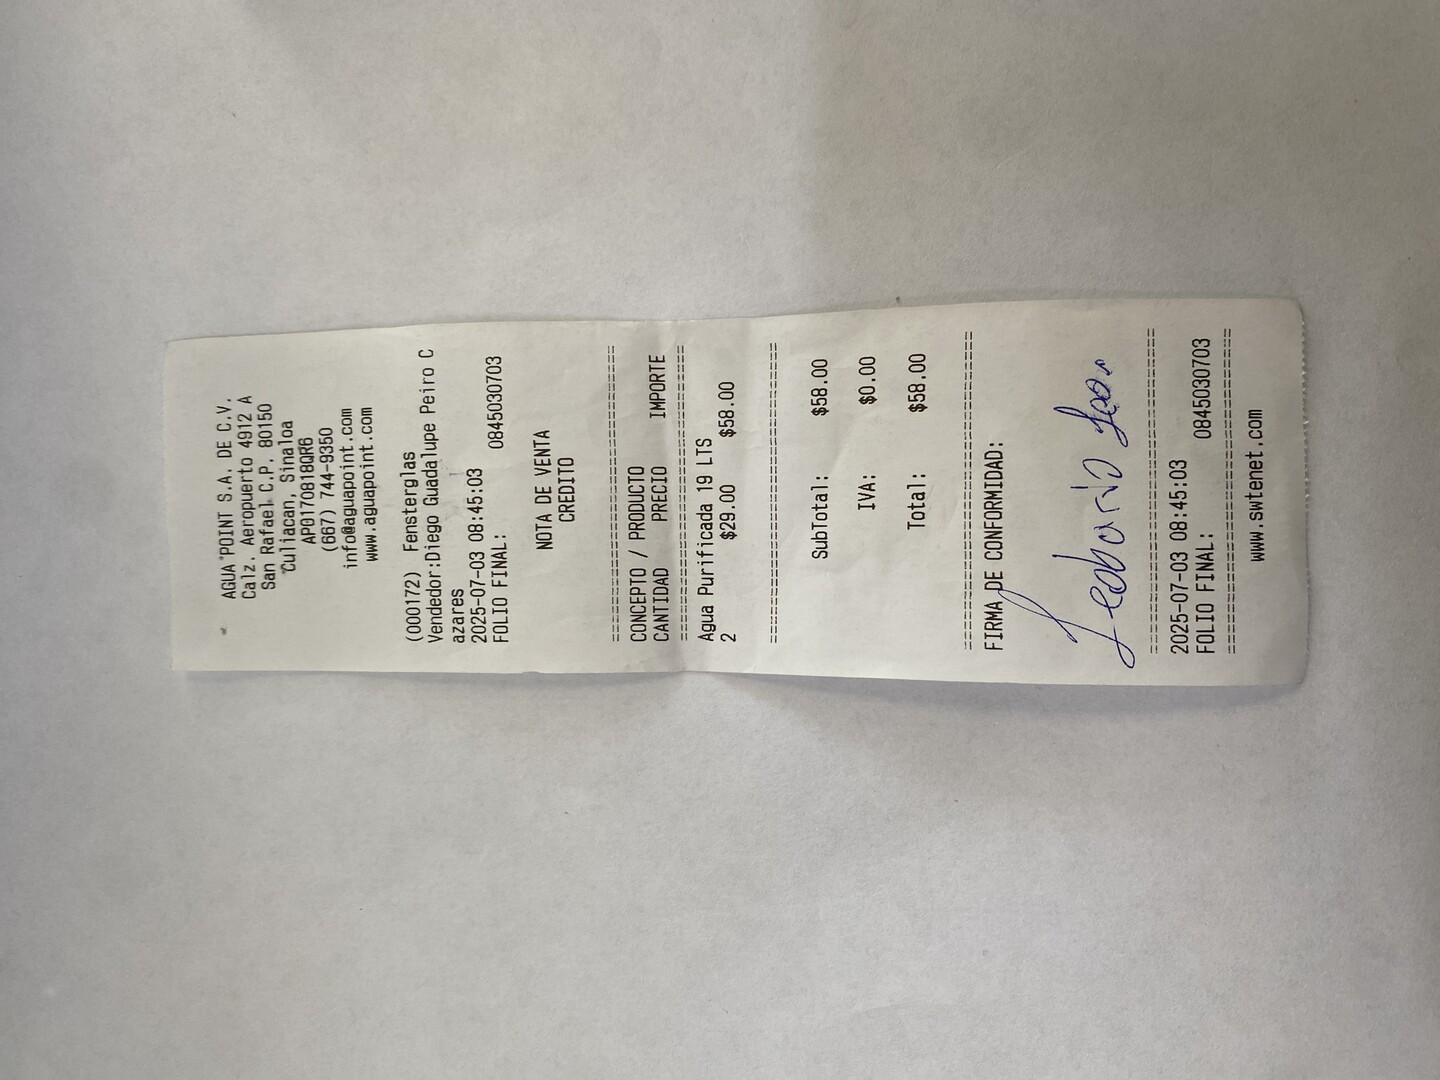 AGUA POINT S.A. DE C.V.
Calz. Aeropuerto 4912 A
San Rafael C.P. 80150
Culiacan, Sinaloa
APO170818QR6
(667) 744-9350
info@aguapoint.com
www.aguapoint.com
(000172) Fensterglas
Vendedor:Diego Guadalupe Peiro C
azares
2025-07-03 08:45:03
FOLIO FINAL: 0845030703
NOTA DE VENTA
CREDITO
================================
CONCEPTO / PRODUCTO
CANTIDAD PRECIO IMPORTE
================================
Agua Purificada 19 LTS
2 $29.00 $58.00
================================
SubTotal: $58.00
IVA: $0.00
Total: $58.00
================================
FIRMA DE CONFORMIDAD:
================================
2025-07-03 08:45:03
FOLIO FINAL: 0845030703
================================
www.swtenet.com